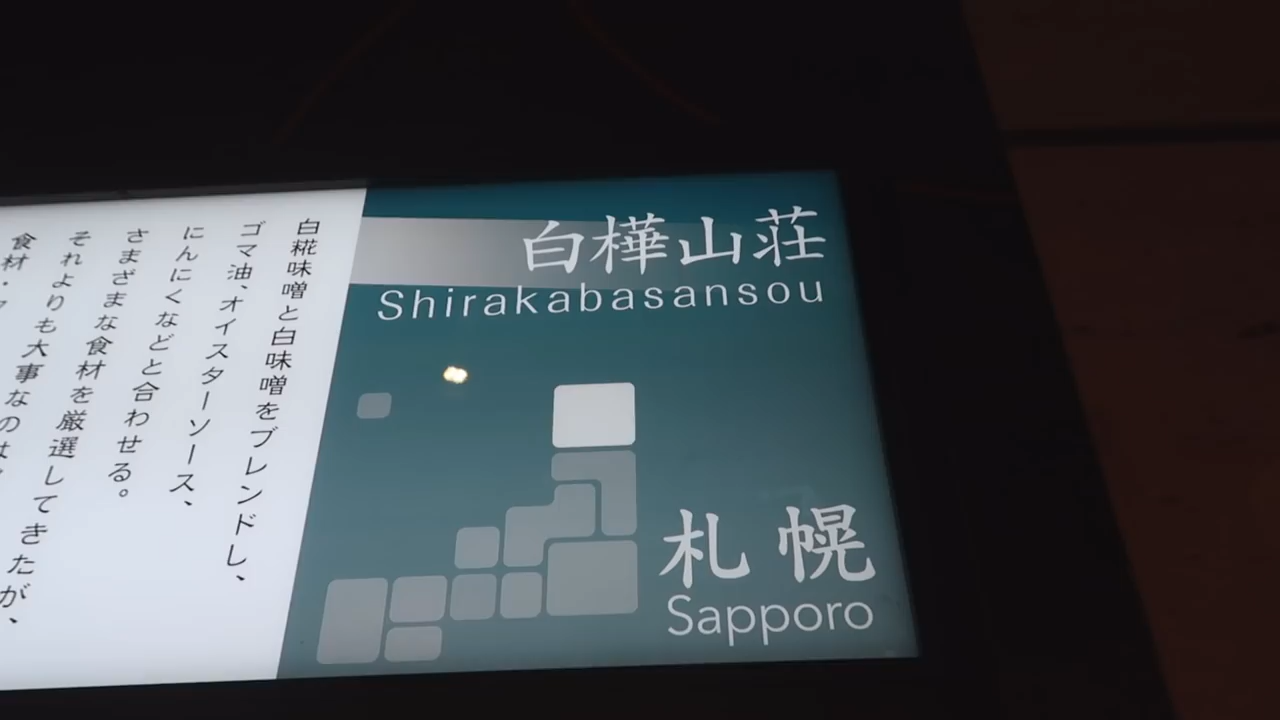 白樺山荘
Shirakabasansou
札幌
Sapporo
白糀味噌と白味噌をブレンドし、
ゴマ油、オイスターソース、
にんにくなどと合わせる。
さまざまな食材を厳選してきたが、
それよりも大事なのは
食材・